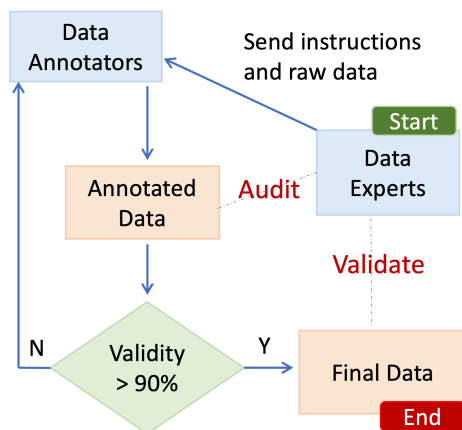 Data
Annotators
Send instructions
and raw data
Start
Data
Experts
Annotated
Data
Audit
Validate
Validity
> 90%
N
Y
Final Data
End